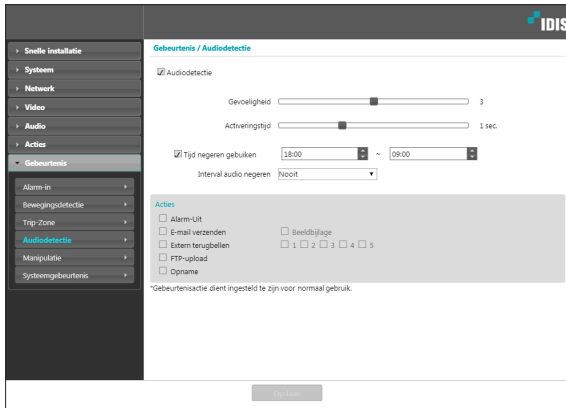 IDIS
Snelle installatie
Systeem
Netwerk
Video
Audio
Acties
Gebeurtenis
Alarm-in
Bewegingsdetectie
Trip-Zone
Audiodetectie
Manipulatie
Systeemgebeurtenis
Gebeurtenis / Audiodetectie
Audiodetectie
Gevoeligheid 3
Activeringstijd 1 sec.
Tijd negeren gebuiken 18:00 ~ 09:00
Interval audio negeren Nooit
Acties
Alarm-Uit
E-mail verzenden Beeldbijlage
Extern terugbellen 1 2 3 4 5
FTP-upload
Opname
*Gebeurtenisactie dient ingesteld te zijn voor normaal gebruik.
Opslaan